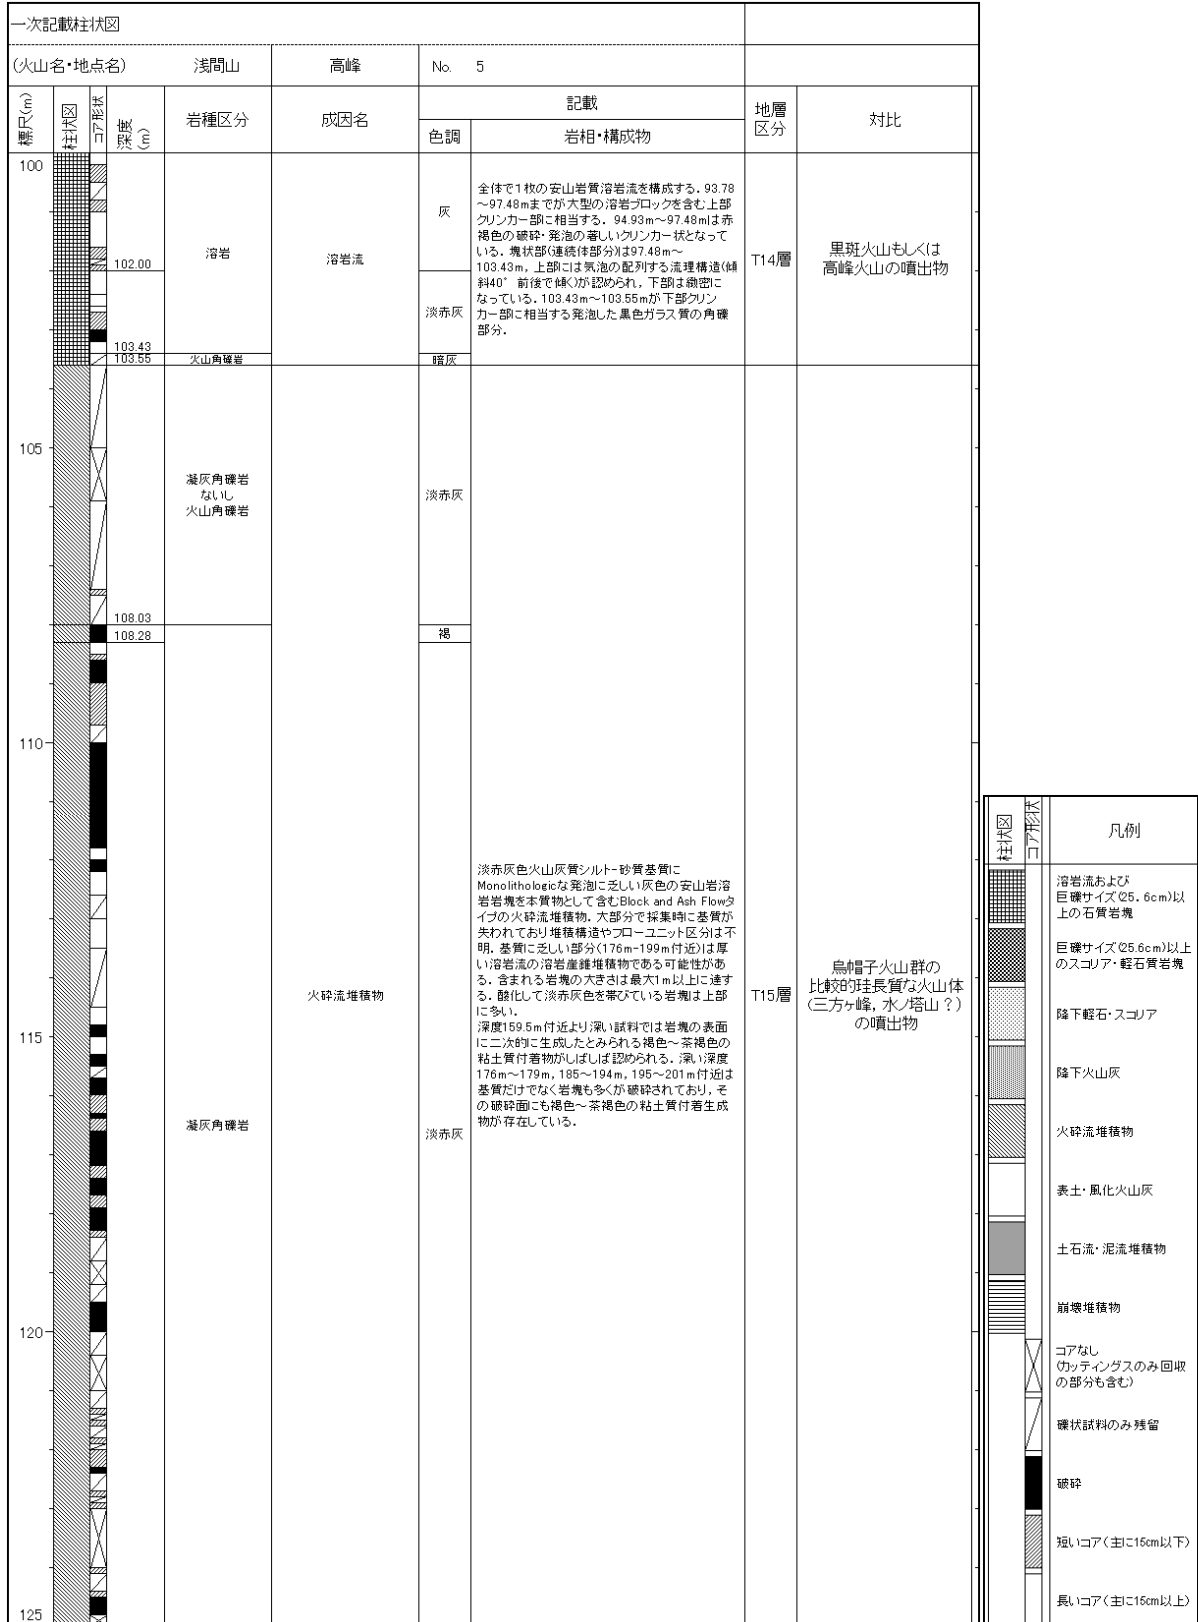 一次記載柱状図
(火山名・地点名) 浅間山 高峰 No. 5
標尺(m)
柱状図
コア形状
深度(m)
岩種区分
成因名
記載
色調
岩相・構成物
地層
区分
対比
100
102.00
103.43
103.55
溶岩
火山角礫岩
溶岩流
灰
淡赤灰
暗灰
全体で1枚の安山岩質溶岩流を構成する. 93.78
～97.48mまでが大型の溶岩ブロックを含む上部
クリンカー部に相当する. 94.93m～97.48mは赤
褐色の破砕・発泡の著しいクリンカー状となって
いる. 塊状部(連続体部分)は97.48m～
103.43m, 上部には気泡の配列する流理構造(傾
斜40° 前後で傾く)が認められ, 下部は緻密に
なっている. 103.43m～103.55mが下部クリン
カー部に相当する発泡した黒色ガラス質の角礫
部分.
T14層
黒斑火山もしくは
高峰火山の噴出物
105
凝灰角礫岩
ないし
火山角礫岩
淡赤灰
108.03
108.28
褐
110
115
120
125
凝灰角礫岩
火砕流堆積物
淡赤灰
淡赤灰色火山灰質シルト-砂質基質に
Monolithologicな発泡に乏しい灰色の安山岩溶
岩岩塊を本質物として含むBlock and Ash Flowタ
イプの火砕流堆積物. 大部分で採集時に基質が
失われており堆積構造やフローユニット区分は不
明. 基質に乏しい部分(176m-199m付近)は厚
い溶岩流の溶岩崖錐堆積物である可能性があ
る. 含まれる岩塊の大きさは最大1m以上に達す
る. 酸化して淡赤灰色を帯びている岩塊は上部
に多い.
深度159.5m付近より深い試料では岩塊の表面
に二次的に生成したとみられる褐色～茶褐色の
粘土質付着物がしばしば認められる. 深い深度
176m～179m, 185～194m, 195～201m付近は
基質だけでなく岩塊も多くが破砕されており, そ
の破砕面にも褐色～茶褐色の粘土質付着生成
物が存在している.
T15層
烏帽子火山群の
比較的珪長質な火山体
(三方ヶ峰, 水ノ塔山？)
の噴出物
柱状図
コア形状
凡例
溶岩流および
巨礫サイズ(25.6cm)以
上の石質岩塊
巨礫サイズ(25.6cm)以上
のスコリア・軽石質岩塊
降下軽石・スコリア
降下火山灰
火砕流堆積物
表土・風化火山灰
土石流・泥流堆積物
崩壊堆積物
コアなし
(カッティングスのみ回収
の部分も含む)
礫状試料のみ残留
破砕
短いコア(主に15cm以下)
長いコア(主に15cm以上)